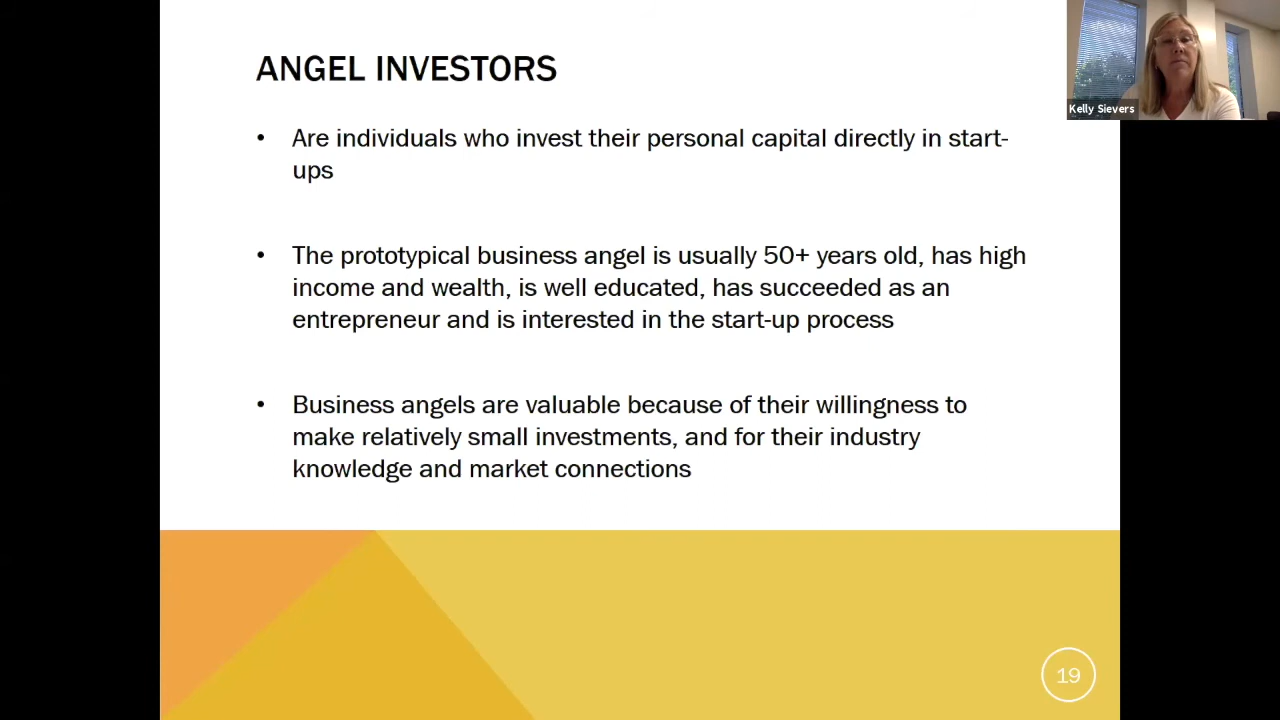 ANGEL INVESTORS
• Are individuals who invest their personal capital directly in start-
ups
• The prototypical business angel is usually 50+ years old, has high
income and wealth, is well educated, has succeeded as an
entrepreneur and is interested in the start-up process
• Business angels are valuable because of their willingness to
make relatively small investments, and for their industry
knowledge and market connections
19
Kelly Sievers